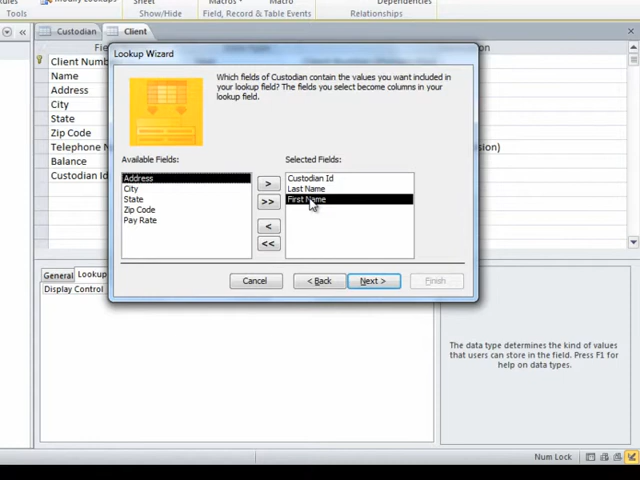 Macros
Macro
Dependencies
Tools
Show/Hide
Field, Record & Table Events
Relationships
Custodian
Client
Client Numb
Name
Address
City
State
Zip Code
Telephone N
Balance
Custodian Id
Lookup Wizard
Which fields of Custodian contain the values you want included in
your lookup field? The fields you select become columns in your
lookup field.
Available Fields:
Address
City
State
Zip Code
Pay Rate
>
>>
<
<<
Selected Fields:
Custodian Id
Last Name
First Name
Cancel
< Back
Next >
Finish
General
Lookup
Display Control
The data type determines the kind of values
that users can store in the field. Press F1 for
help on data types.
Num Lock